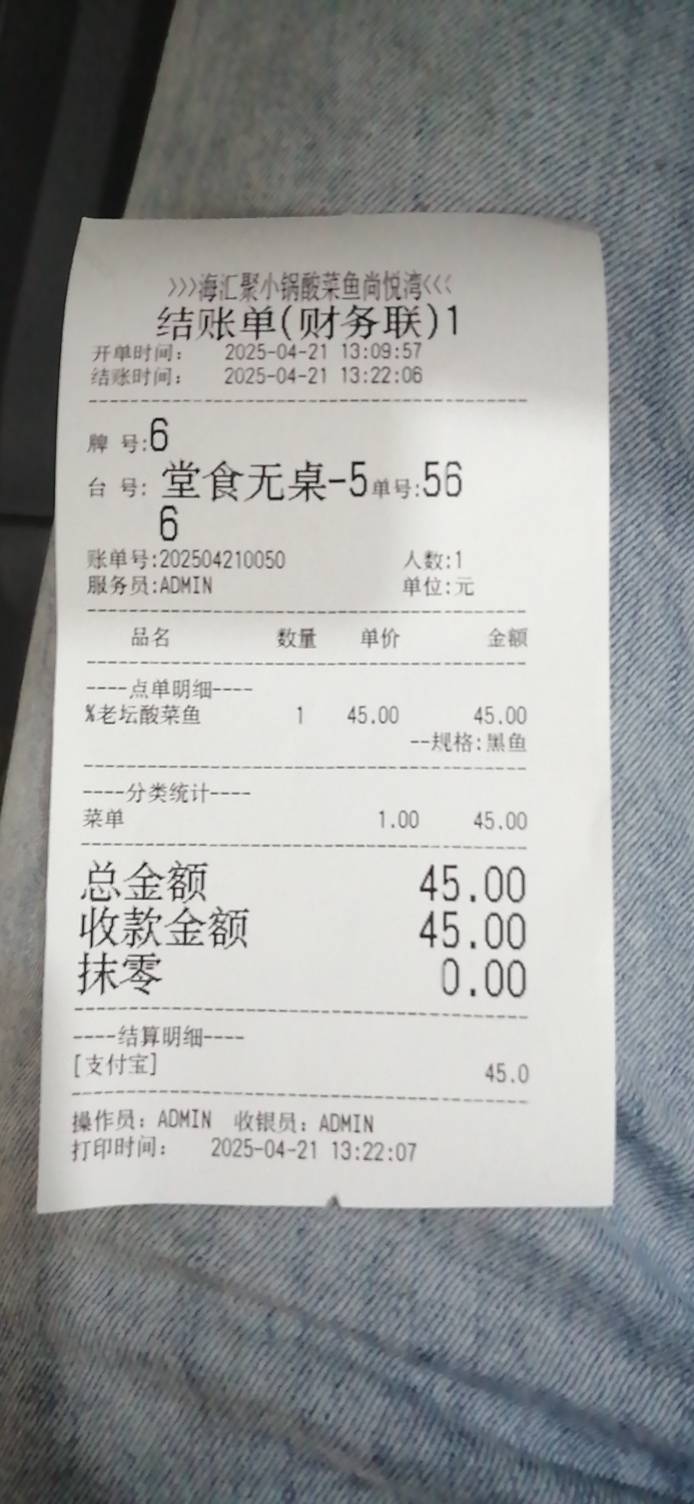 >>>海汇聚小锅酸菜鱼尚悦湾<<<
结账单(财务联)1
开单时间: 2025-04-21 13:09:57
结账时间: 2025-04-21 13:22:06
牌 号:6
台 号: 堂食无桌-5单号:56
6
账单号:202504210050 人数:1
服务员:ADMIN 单位:元
品名 数量 单价 金额
----点单明细----
%老坛酸菜鱼 1 45.00 45.00
--规格:黑鱼
----分类统计----
菜单 1.00 45.00
总金额 45.00
收款金额 45.00
抹零 0.00
----结算明细----
[支付宝] 45.0
操作员: ADMIN 收银员: ADMIN
打印时间: 2025-04-21 13:22:07